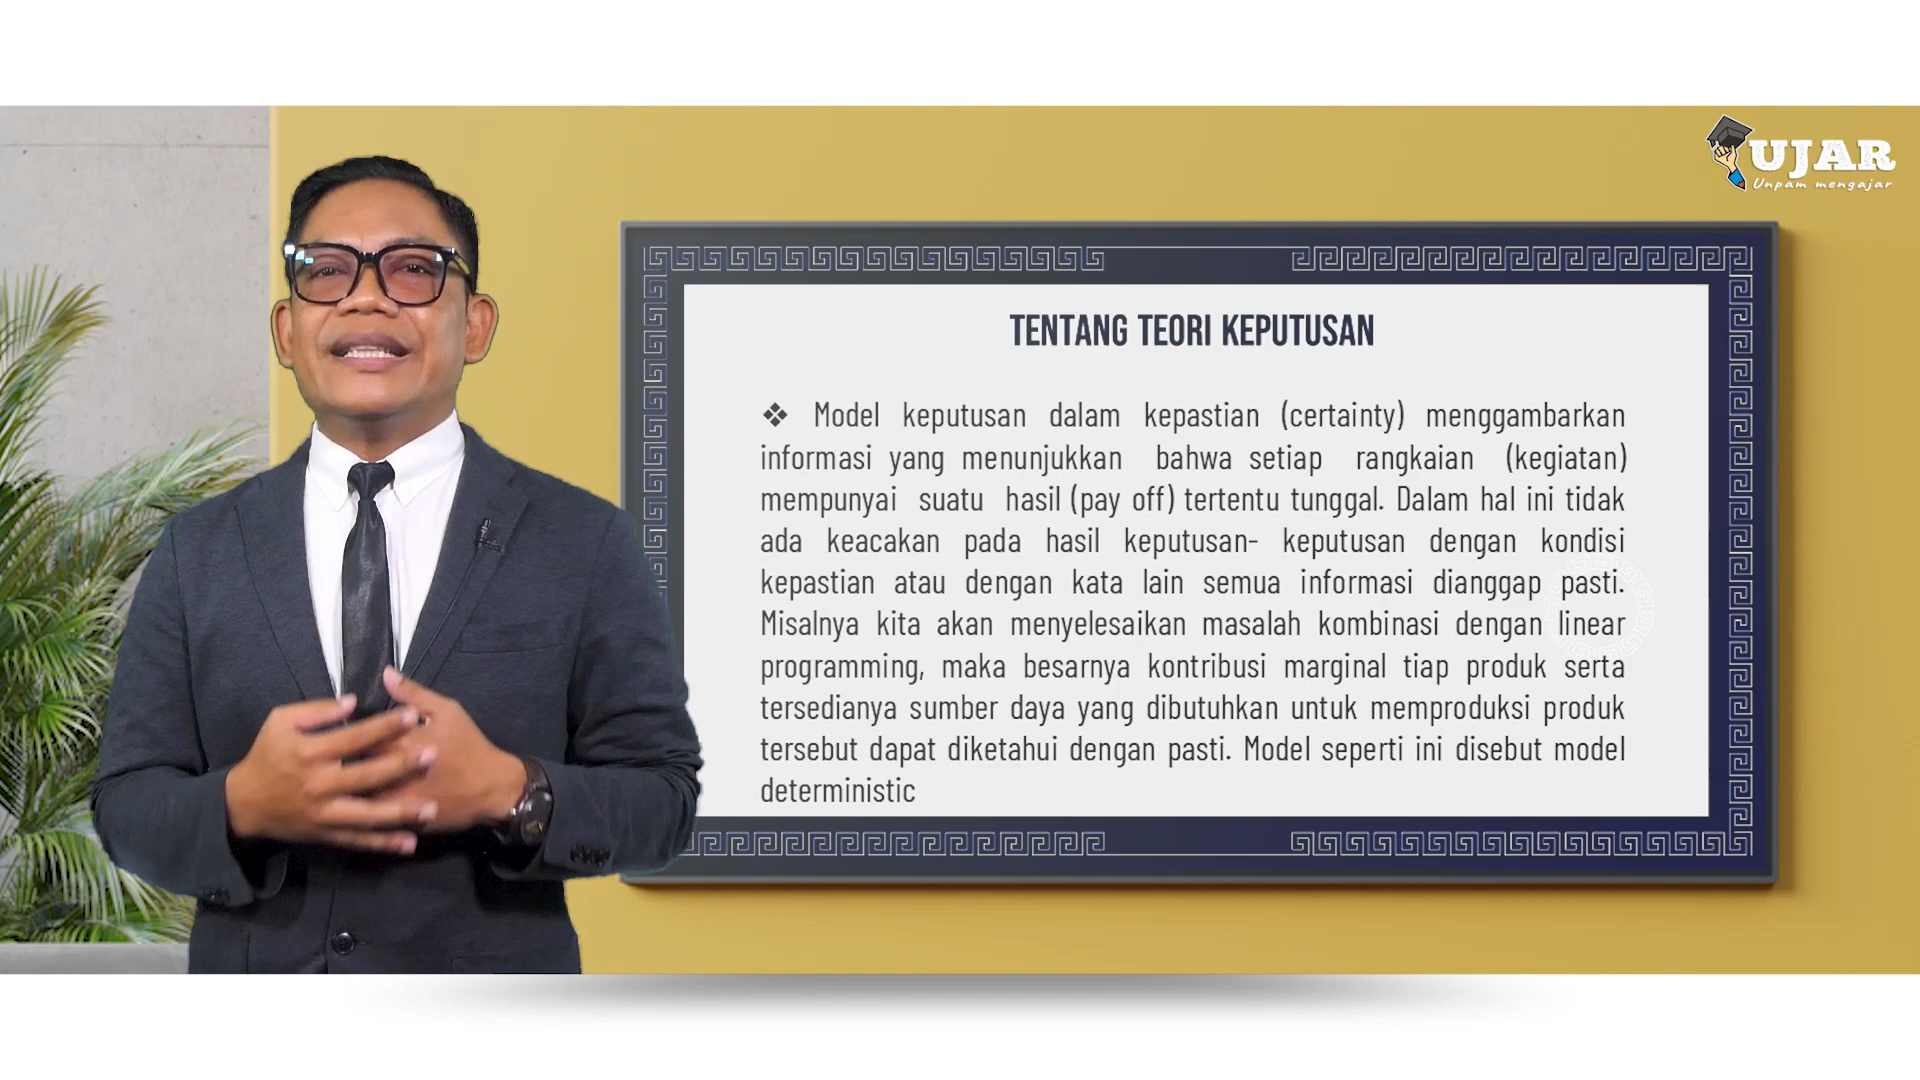 UJAR
Unpam mengajar
TENTANG TEORI KEPUTUSAN
❖ Model keputusan dalam kepastian (certainty) menggambarkan
informasi yang menunjukkan bahwa setiap rangkaian (kegiatan)
mempunyai suatu hasil (pay off) tertentu tunggal. Dalam hal ini tidak
ada keacakan pada hasil keputusan- keputusan dengan kondisi
kepastian atau dengan kata lain semua informasi dianggap pasti.
Misalnya kita akan menyelesaikan masalah kombinasi dengan linear
programming, maka besarnya kontribusi marginal tiap produk serta
tersedianya sumber daya yang dibutuhkan untuk memproduksi produk
tersebut dapat diketahui dengan pasti. Model seperti ini disebut model
deterministic